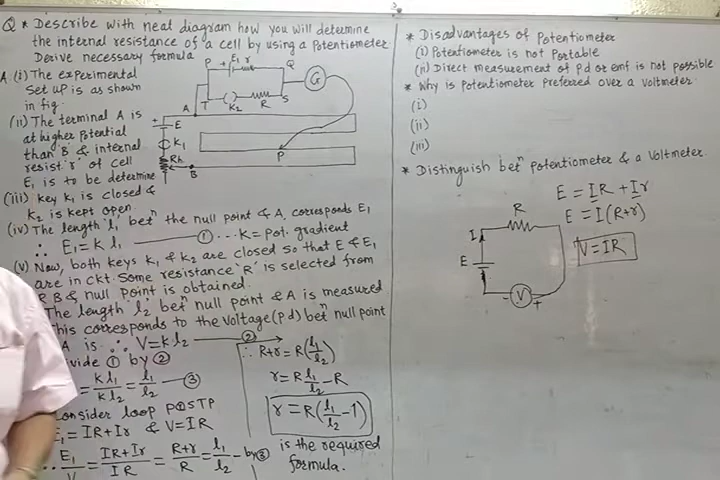 Q * Describe with neat diagram how you will determine
the internal resistance of a cell by using a Potentiometer
Derive necessary formula
A. (i) The experimental
Set up is as shown
in fig.
(ii) The terminal A is
at higher potential
than 'B' & internal
resist. 'r' of cell
E₁ is to be determine
(iii) Key K₁ is closed &
K₂ is kept open.
P + E₁ r Q
G
T K₂ R S
A
+ E
K₁
Rh
B
P
(iv) The length 'l₁' betⁿ the null point & A, corresponds E₁
∴ E₁ = K l₁ ——— ① ... K = pot. gradient
(v) Now, both keys K₁ & K₂ are closed so that E & E₁
are in ckt. Some resistance 'R' is selected from
R B & null point is obtained.
The length l₂ betⁿ null point & A is measured
this corresponds to the voltage (pd) betⁿ null point
A is ∴ V = K l₂ ——— ②
vide ① by ②
= K l₁ / K l₂ = l₁ / l₂ — ③
onsider loop PQSTP
E₁ = IR + Ir & V = IR
∴ E₁ / V = IR + Ir / IR = R + r / R = l₁ / l₂ - by ③
∴ R + r = R (l₁ / l₂)
r = R l₁ / l₂ - R
r = R (l₁ / l₂ - 1)
is the required
formula.
* Disadvantages of Potentiometer
(i) Potentiometer is not Portable
(ii) Direct measurement of pd or emf is not possible
* Why is potentiometer preferred over a voltmeter.
(i)
(ii)
(iii)
* Distinguish betⁿ potentiometer & a voltmeter.
R
I
E
- V +
E = IR + Ir
E = I(R+r)
V = IR